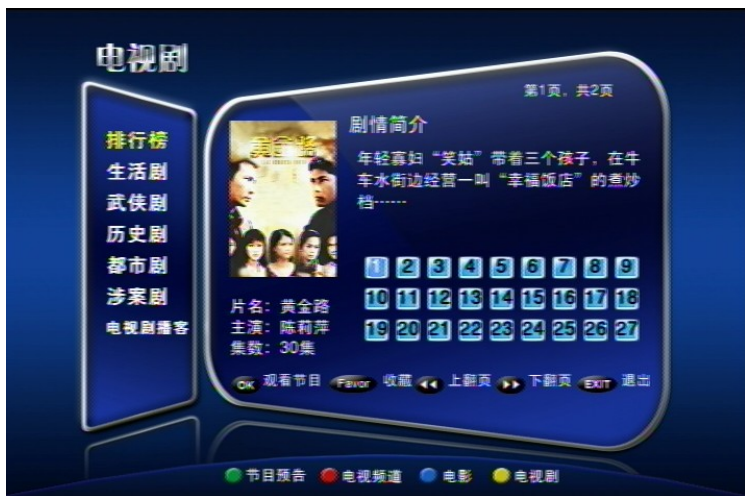 电视剧
第1页，共2页
排行榜
生活剧
武侠剧
历史剧
都市剧
涉案剧
电视剧播客
黄金路
剧情简介
年轻寡妇“笑姑”带着三个孩子，在牛
车水街边经营一叫“幸福饭店”的煮炒
档------
1 2 3 4 5 6 7 8 9
10 11 12 13 14 15 16 17 18
19 20 21 22 23 24 25 26 27
片名：黄金路
主演：陈莉萍
集数：30集
OK 观看节目 Favor 收藏 上翻页 下翻页 EXIT 退出
节目预告 电视频道 电影 电视剧